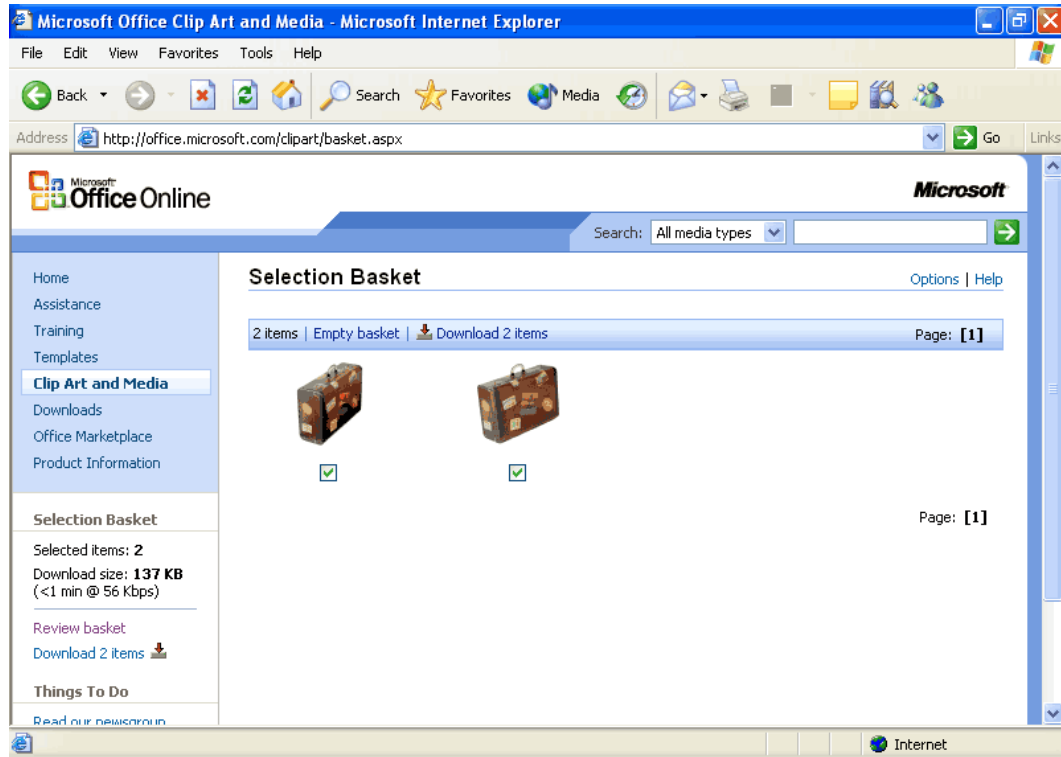 Microsoft Office Clip Art and Media - Microsoft Internet Explorer
File Edit View Favorites Tools Help
Back Search Favorites Media
Address http://office.microsoft.com/clipart/basket.aspx Go Links
Microsoft
Office Online
Microsoft
Search: All media types
Home
Assistance
Training
Templates
Clip Art and Media
Downloads
Office Marketplace
Product Information
Selection Basket
Selected items: 2
Download size: 137 KB
(<1 min @ 56 Kbps)
Review basket
Download 2 items
Things To Do
Read our newsgroup
Selection Basket
Options | Help
2 items | Empty basket | Download 2 items
Page: [1]
Page: [1]
Internet